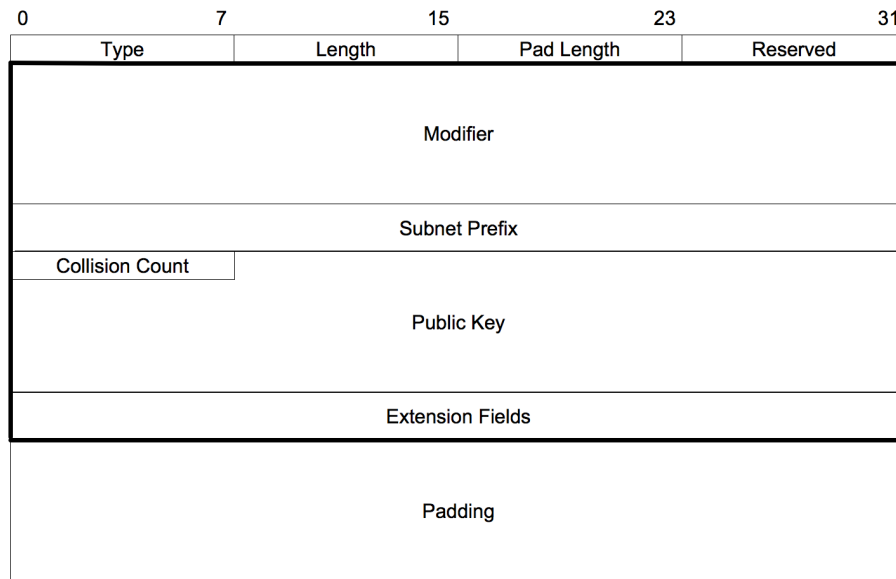 0 7 15 23 31
Type Length Pad Length Reserved
Modifier
Subnet Prefix
Collision Count
Public Key
Extension Fields
Padding